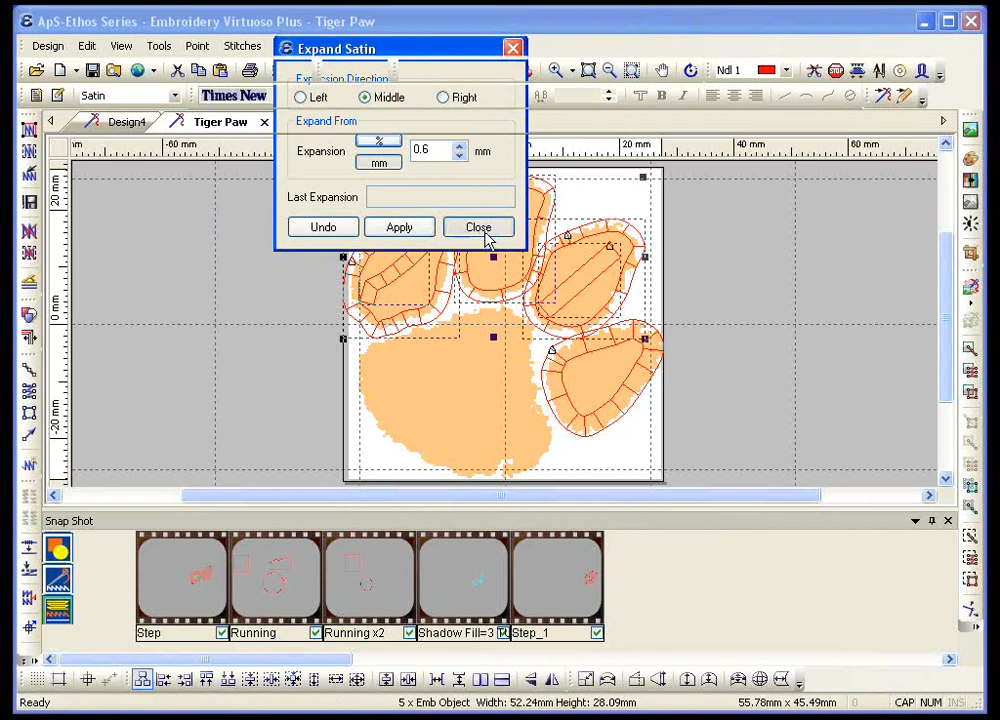 ApS-Ethos Series - Embroidery Virtuoso Plus - Tiger Paw
Design Edit View Tools Point Stitches
Expand Satin
Expansion Direction
Left Middle Right
Expand From
Expansion % 0.6 mm
mm
Last Expansion
Undo Apply Close
Ndl 1
Satin Times New
B I
Design4 Tiger Paw
mm -60 mm 20 mm 40 mm mm
20 mm
0 mm
-20 mm
Snap Shot
Step Running Running x2 Shadow Fill=3 Step_1
Ready 5 x Emb Object Width: 52.24mm Height: 28.09mm 55.78mm x 45.49mm 0 CAP NUM INS